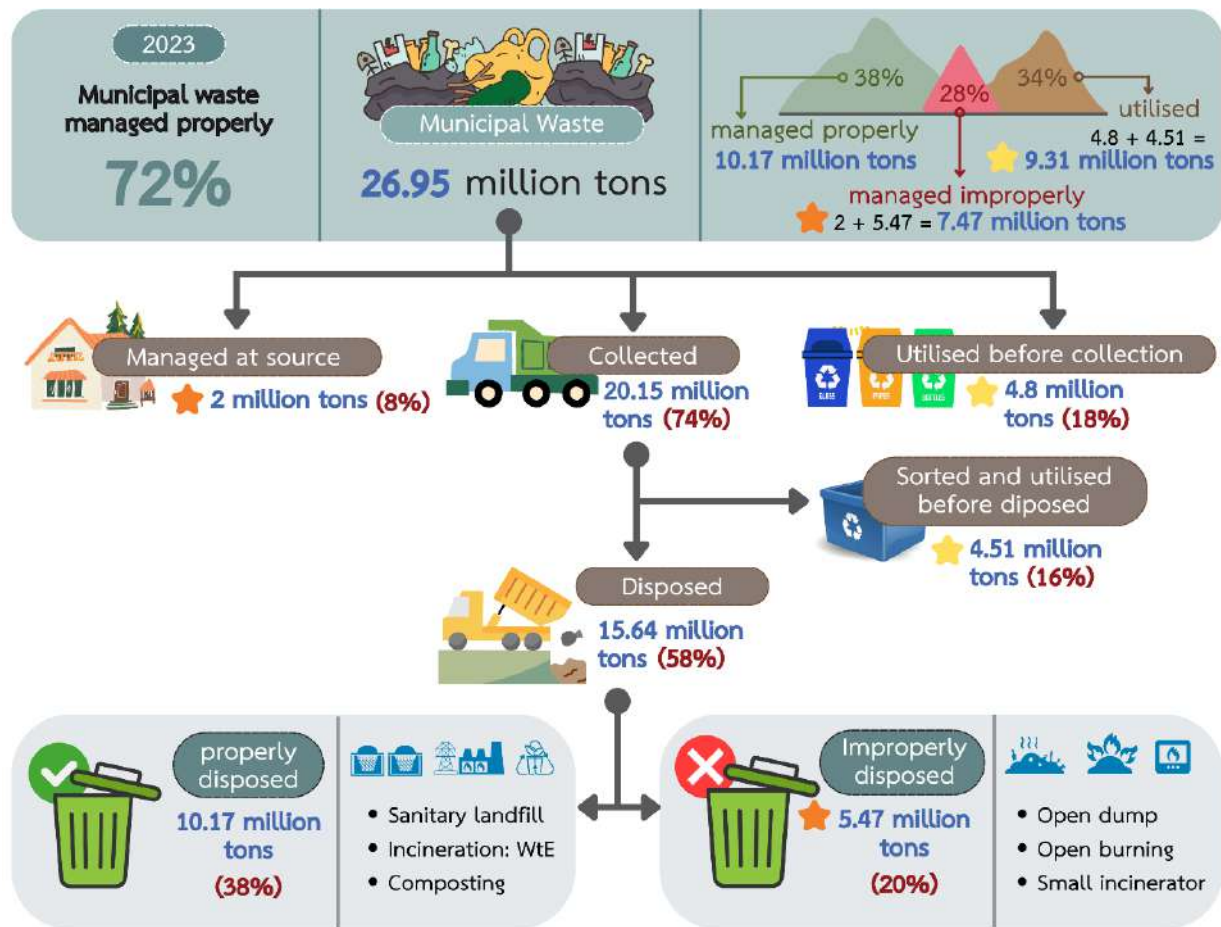 2023
Municipal waste
managed properly
72%
Municipal Waste
26.95 million tons
38%
28%
34%
managed properly
10.17 million tons
utilised
4.8 + 4.51 =
9.31 million tons
managed improperly
2 + 5.47 = 7.47 million tons
Managed at source
2 million tons (8%)
Collected
20.15 million
tons (74%)
Utilised before collection
4.8 million
tons (18%)
Sorted and utilised
before diposed
4.51 million
tons (16%)
Disposed
15.64 million
tons (58%)
properly
disposed
10.17 million
tons
(38%)
• Sanitary landfill
• Incineration: WtE
• Composting
Improperly
disposed
5.47 million
tons
(20%)
• Open dump
• Open burning
• Small incinerator